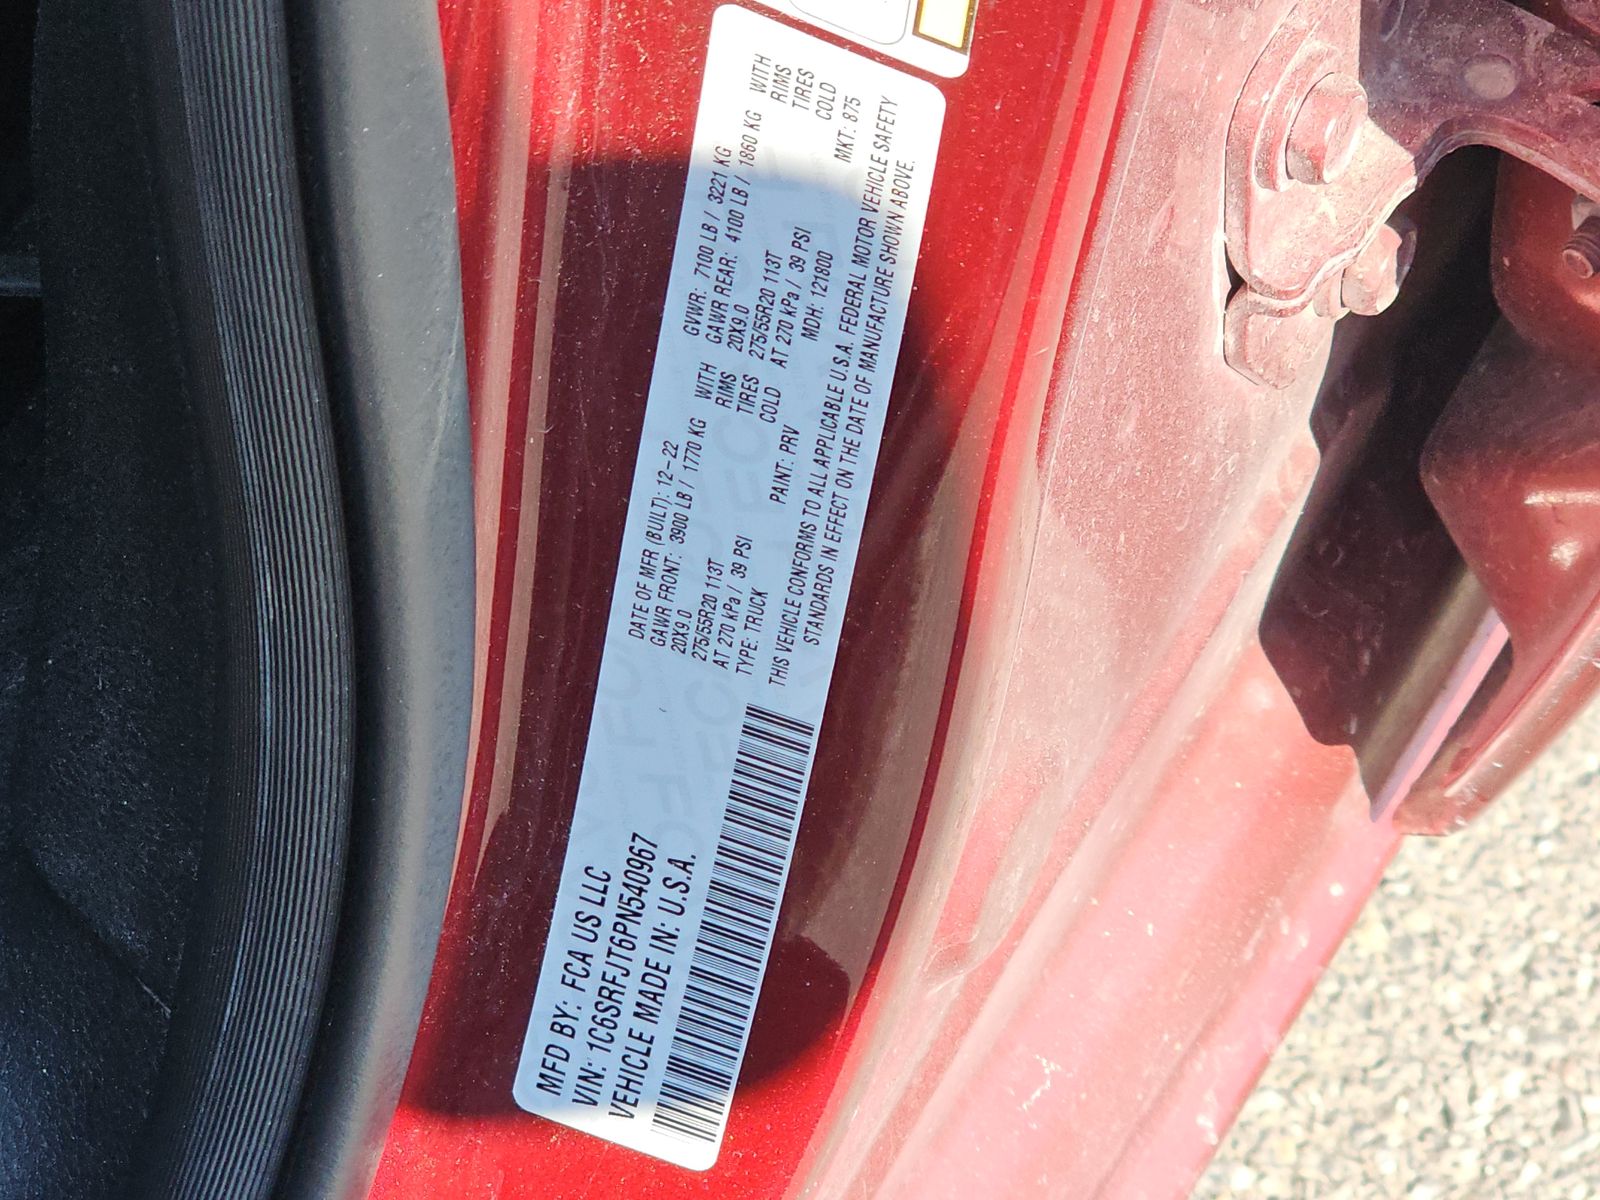 MFD BY: FCA US LLC
VIN: 1C6SRFJT6PN540967
VEHICLE MADE IN: U.S.A.
DATE OF MFR (BUILT): 12-22 GVWR: 7100 LB / 3221 KG
GAWR FRONT: 3900 LB / 1770 KG WITH GAWR REAR: 4100 LB / 1860 KG WITH
20X9.0 RIMS 20X9.0 RIMS
275/55R20 113T TIRES 275/55R20 113T TIRES
AT 270 kPa / 39 PSI COLD AT 270 kPa / 39 PSI COLD
TYPE: TRUCK PAINT: PRV MDH: 121800 MKT: 875
THIS VEHICLE CONFORMS TO ALL APPLICABLE U.S.A. FEDERAL MOTOR VEHICLE SAFETY
STANDARDS IN EFFECT ON THE DATE OF MANUFACTURE SHOWN ABOVE.